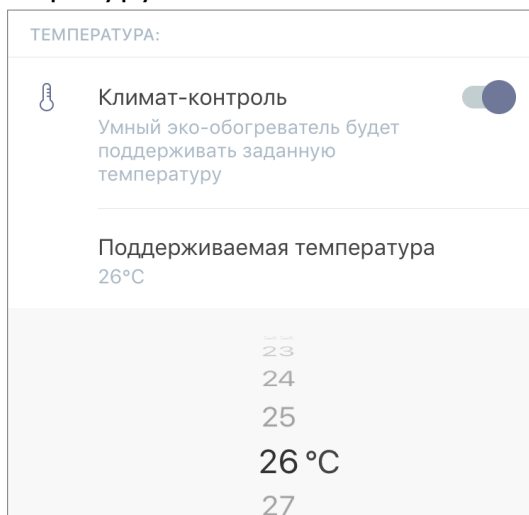 ТЕМПЕРАТУРА:
Климат-контроль
Умный эко-обогреватель будет
поддерживать заданную
температуру
Поддерживаемая температура
26°C
23
24
25
26 °C
27